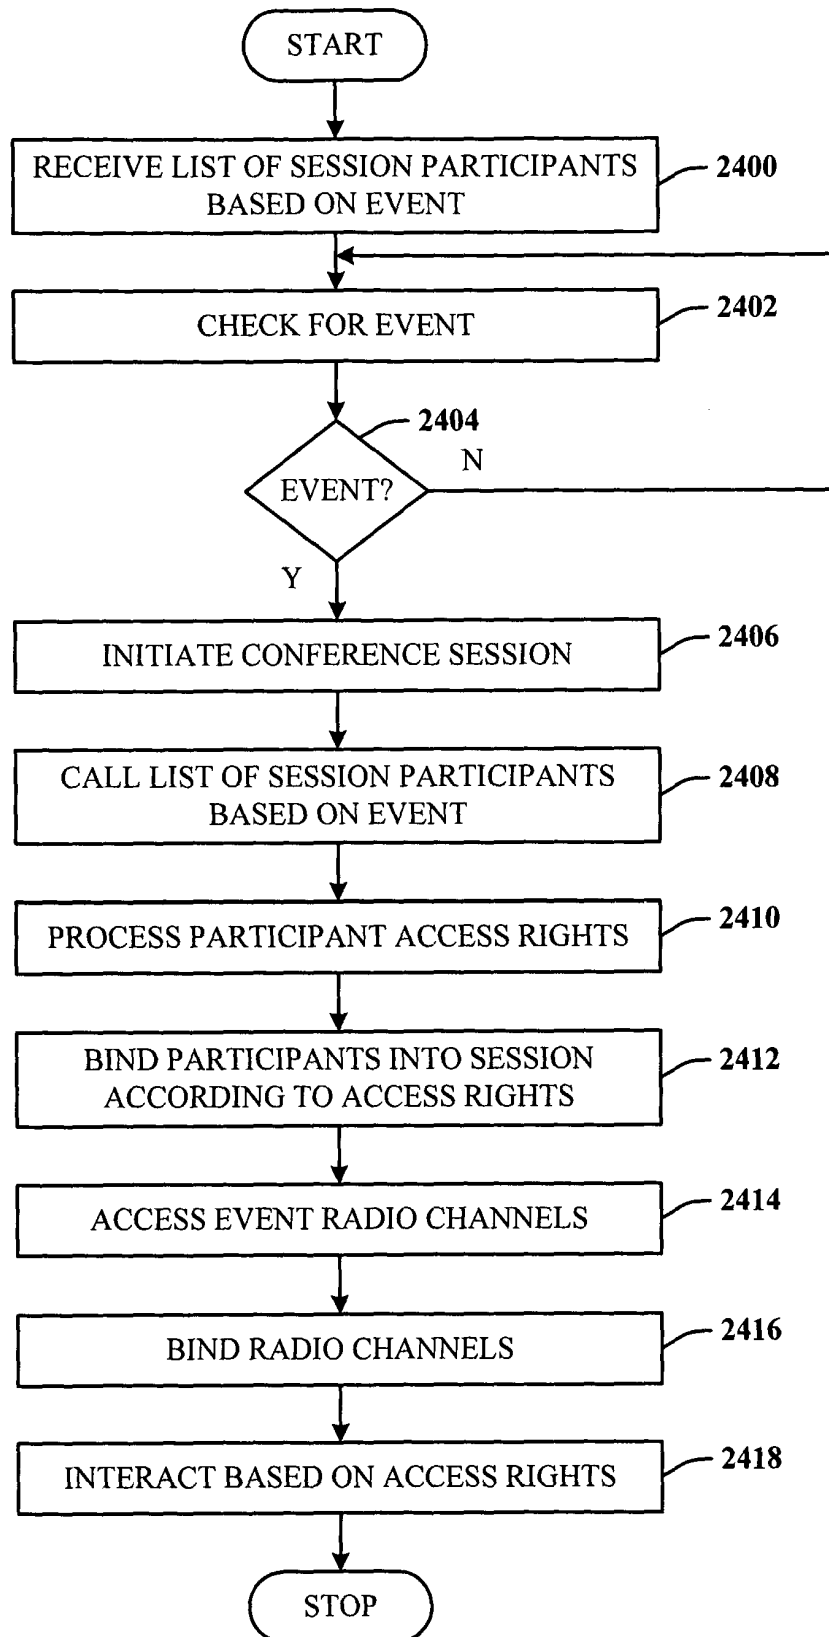 START
RECEIVE LIST OF SESSION PARTICIPANTS
BASED ON EVENT
2400
CHECK FOR EVENT
2402
2404
EVENT?
N
Y
INITIATE CONFERENCE SESSION
2406
CALL LIST OF SESSION PARTICIPANTS
BASED ON EVENT
2408
PROCESS PARTICIPANT ACCESS RIGHTS
2410
BIND PARTICIPANTS INTO SESSION
ACCORDING TO ACCESS RIGHTS
2412
ACCESS EVENT RADIO CHANNELS
2414
BIND RADIO CHANNELS
2416
INTERACT BASED ON ACCESS RIGHTS
2418
STOP